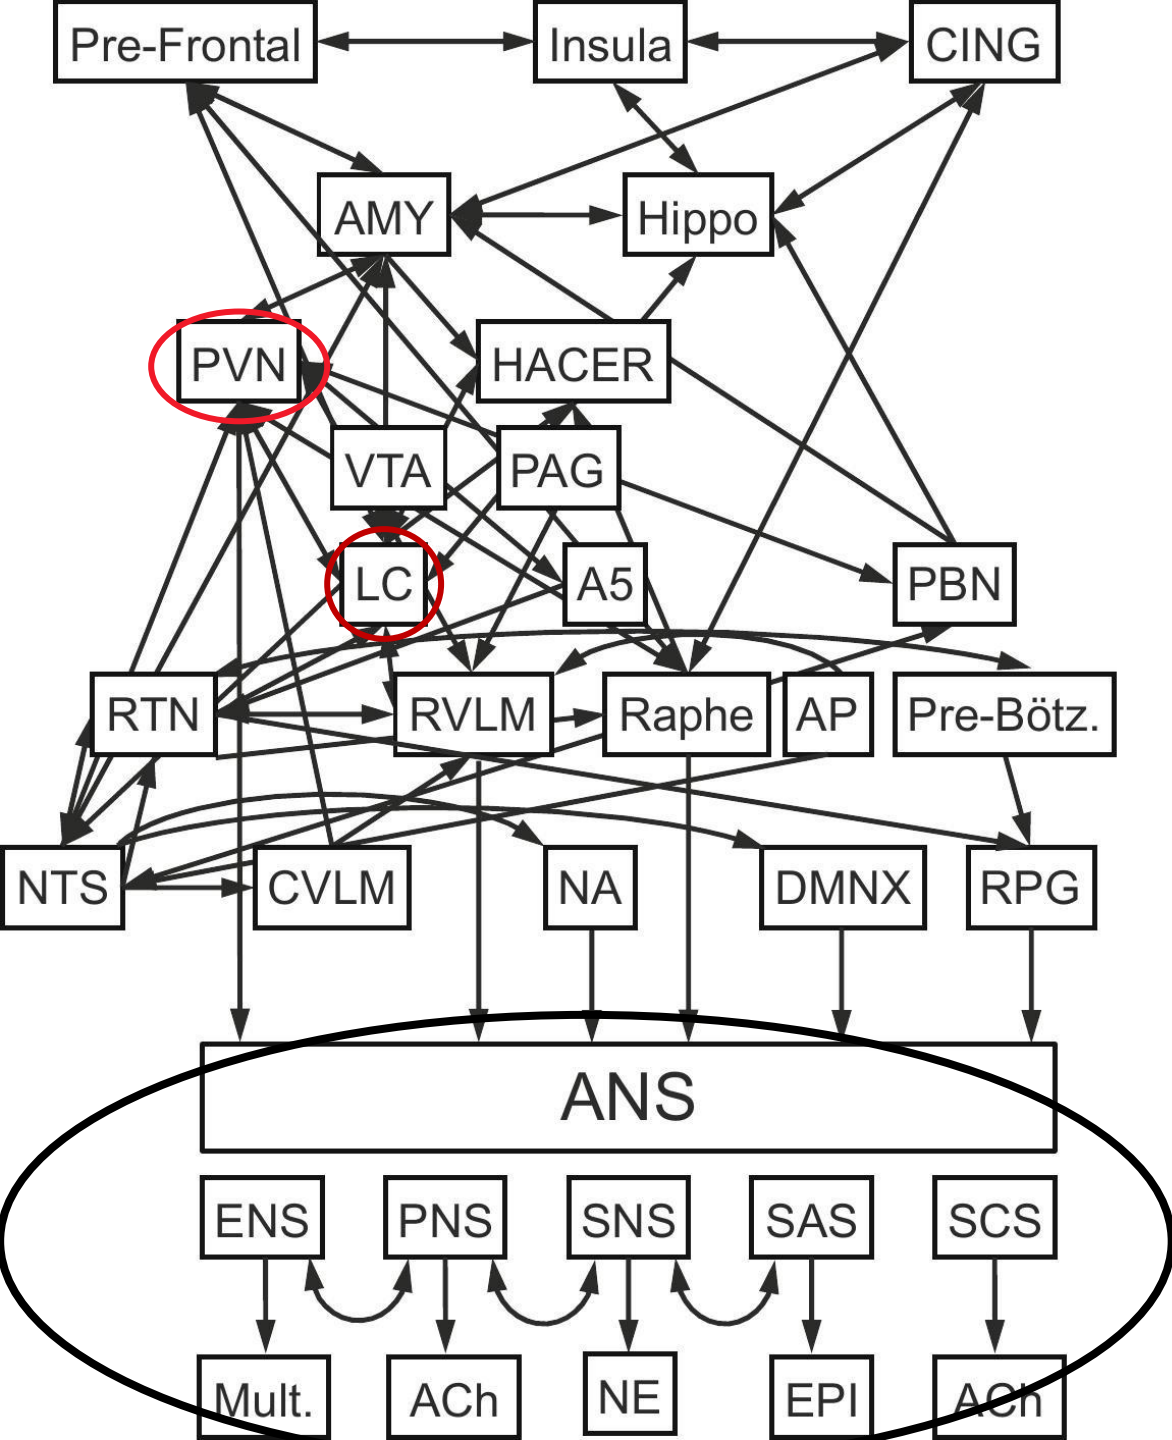 Pre-Frontal
Insula
CING
AMY
Hippo
PVN
HACER
VTA
PAG
LC
A5
PBN
RTN
RVLM
Raphe
AP
Pre-Bötz.
NTS
CVLM
NA
DMNX
RPG
ANS
ENS
PNS
SNS
SAS
SCS
Mult.
ACh
NE
EPI
ACh